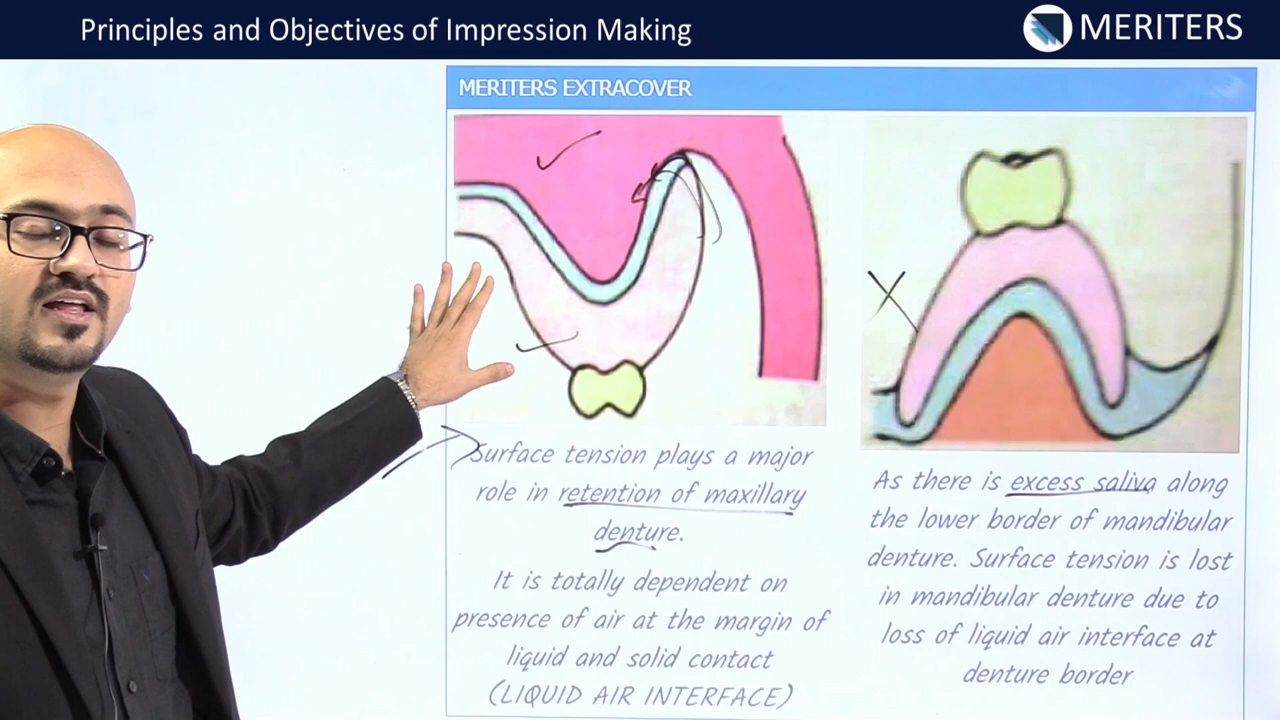 Principles and Objectives of Impression Making
MERITERS
MERITERS EXTRACOVER
Surface tension plays a major
role in retention of maxillary
denture.
It is totally dependent on
presence of air at the margin of
liquid and solid contact
(LIQUID AIR INTERFACE)
As there is excess saliva along
the lower border of mandibular
denture. Surface tension is lost
in mandibular denture due to
loss of liquid air interface at
denture border